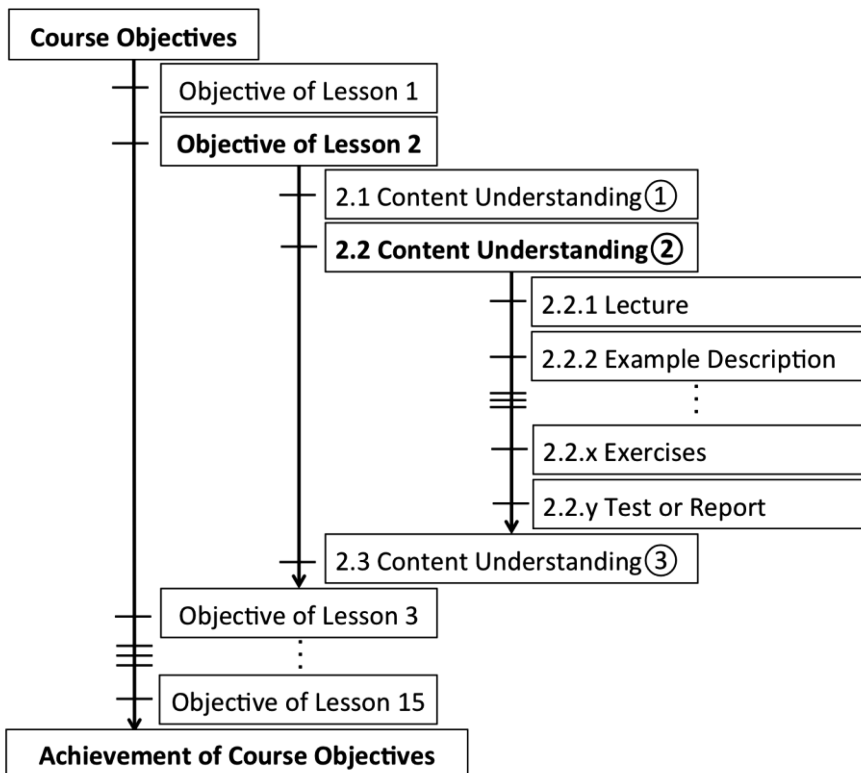 Course Objectives
Objective of Lesson 1
Objective of Lesson 2
2.1 Content Understanding①
2.2 Content Understanding②
2.2.1 Lecture
2.2.2 Example Description
⋮
2.2.x Exercises
2.2.y Test or Report
2.3 Content Understanding③
Objective of Lesson 3
⋮
Objective of Lesson 15
Achievement of Course Objectives